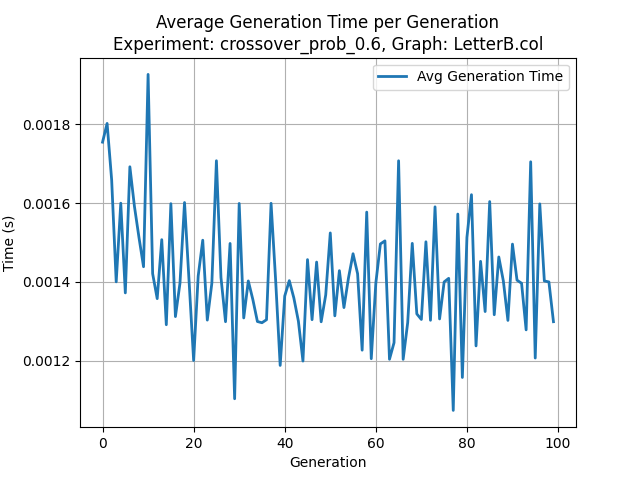 Average Generation Time per Generation
Experiment: crossover_prob_0.6, Graph: LetterB.col
Avg Generation Time
0.0018
0.0016
0.0014
0.0012
Time (s)
0 20 40 60 80 100
Generation